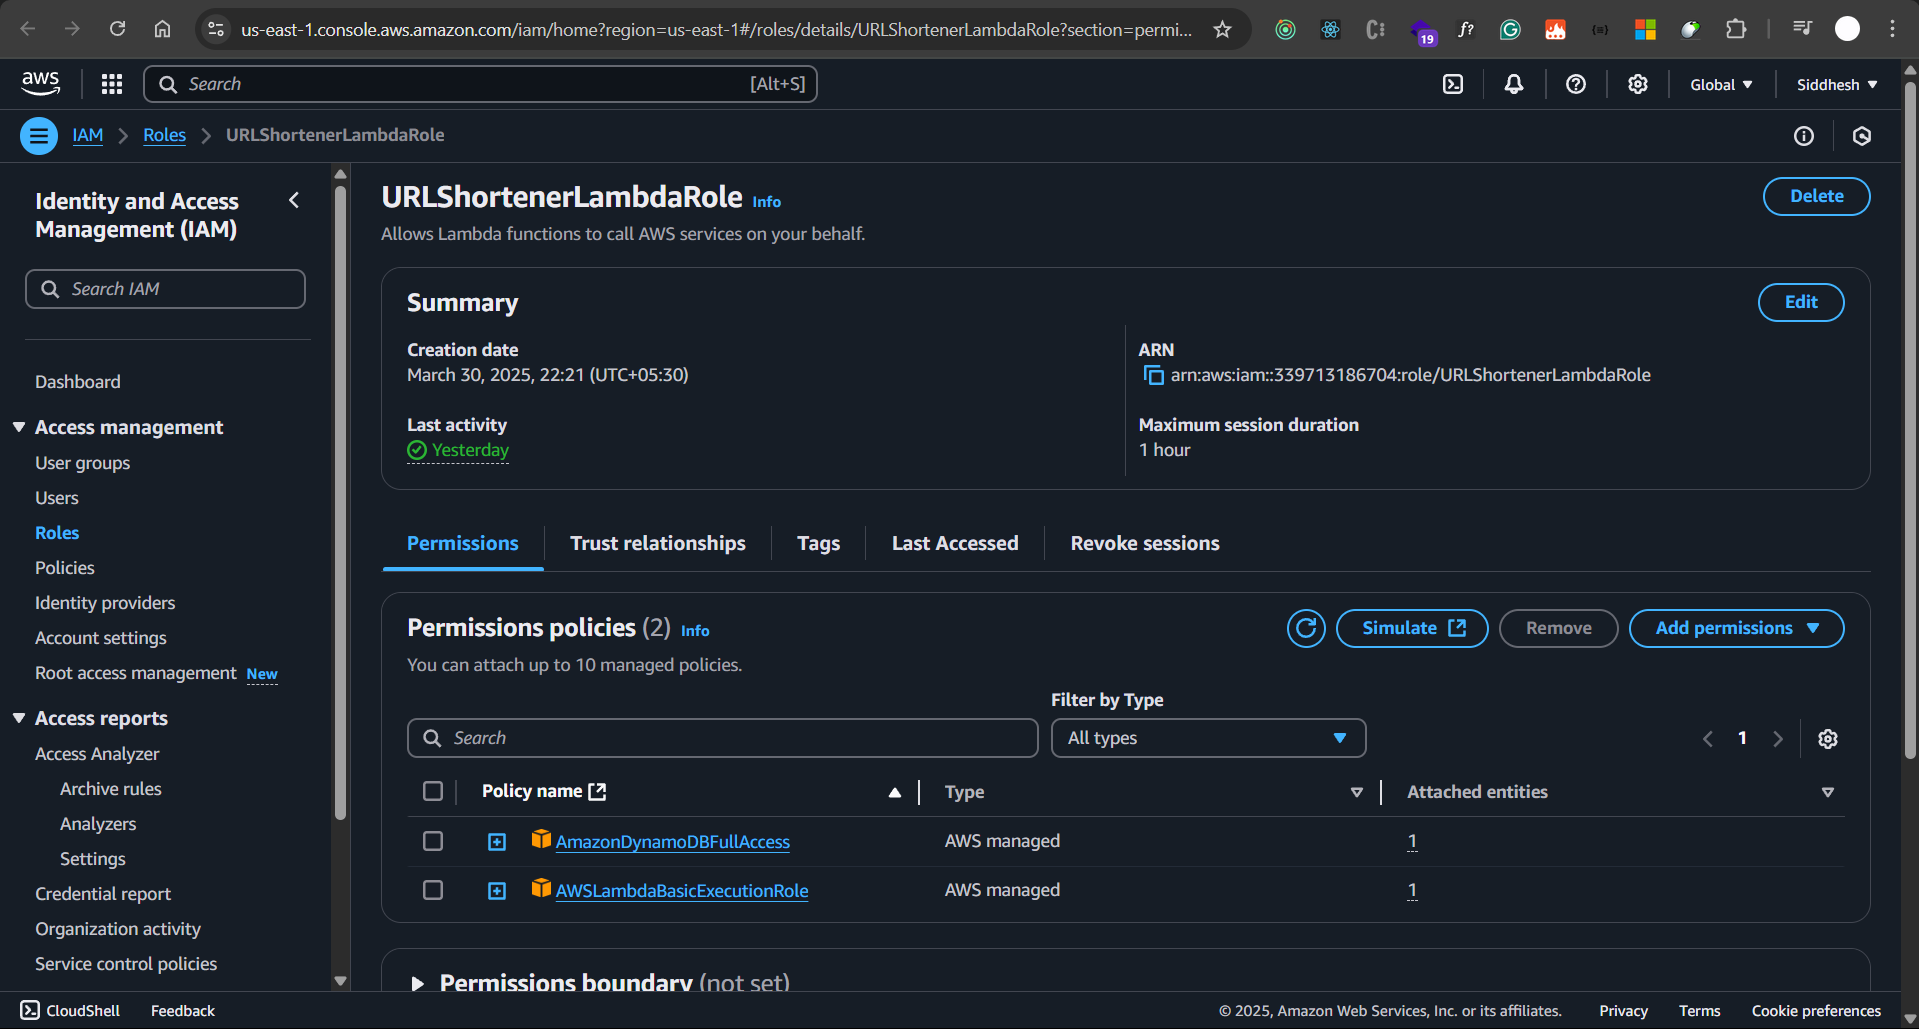 us-east-1.console.aws.amazon.com/iam/home?region=us-east-1#/roles/details/URLShortenerLambdaRole?section=permi...
19
f?
aws
Search
[Alt+S]
Global
Siddhesh
IAM
Roles
URLShortenerLambdaRole
Identity and Access
Management (IAM)
Search IAM
Dashboard
Access management
User groups
Users
Roles
Policies
Identity providers
Account settings
Root access management New
Access reports
Access Analyzer
Archive rules
Analyzers
Settings
Credential report
Organization activity
Service control policies
URLShortenerLambdaRole Info
Delete
Allows Lambda functions to call AWS services on your behalf.
Summary
Edit
Creation date
March 30, 2025, 22:21 (UTC+05:30)
ARN
arn:aws:iam::339713186704:role/URLShortenerLambdaRole
Last activity
Yesterday
Maximum session duration
1 hour
Permissions
Trust relationships
Tags
Last Accessed
Revoke sessions
Permissions policies (2) Info
Simulate
Remove
Add permissions
You can attach up to 10 managed policies.
Filter by Type
Search
All types
1
Policy name
Type
Attached entities
AmazonDynamoDBFullAccess
AWS managed
1
AWSLambdaBasicExecutionRole
AWS managed
1
Permissions boundary (not set)
CloudShell
Feedback
© 2025, Amazon Web Services, Inc. or its affiliates.
Privacy
Terms
Cookie preferences